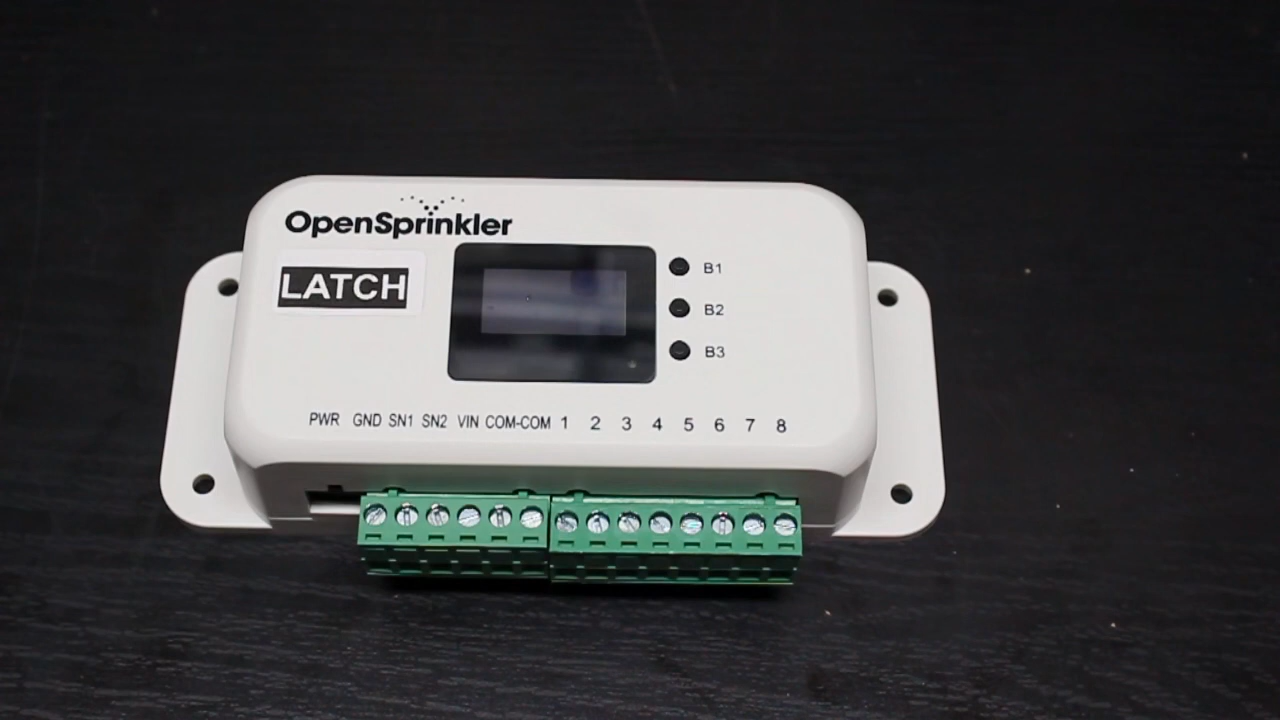 OpenSprinkler
LATCH
B1
B2
B3
PWR GND SN1 SN2 VIN COM-COM 1 2 3 4 5 6 7 8